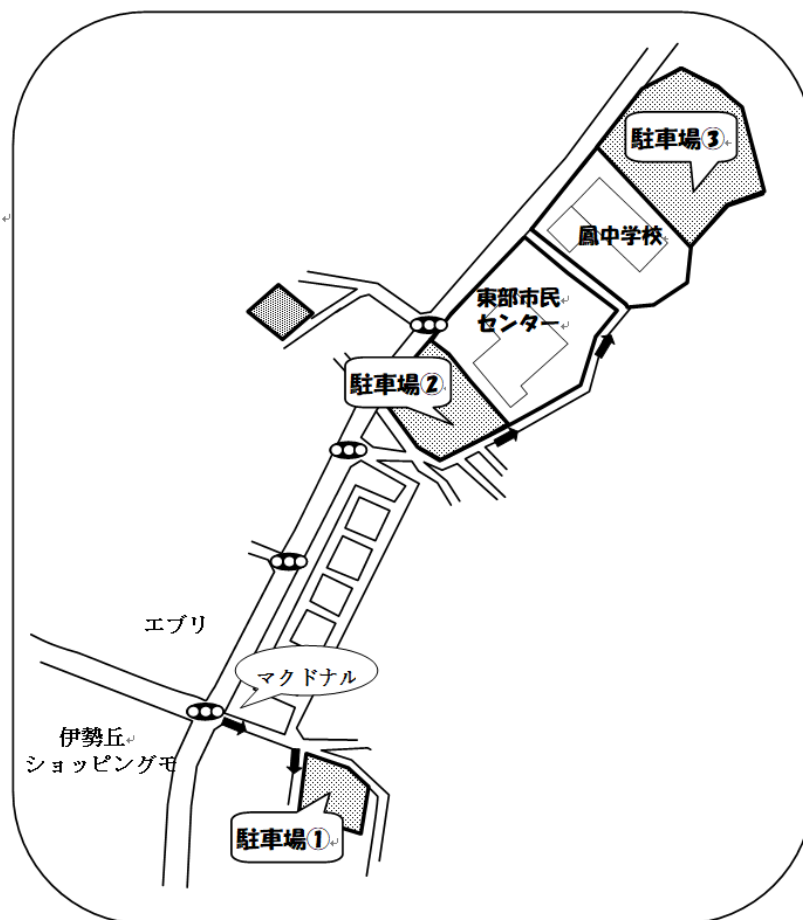 駐車場③
鳳中学校
東部市民
センター
駐車場②
エブリ
マクドナル
伊勢丘
ショッピングモ
駐車場①